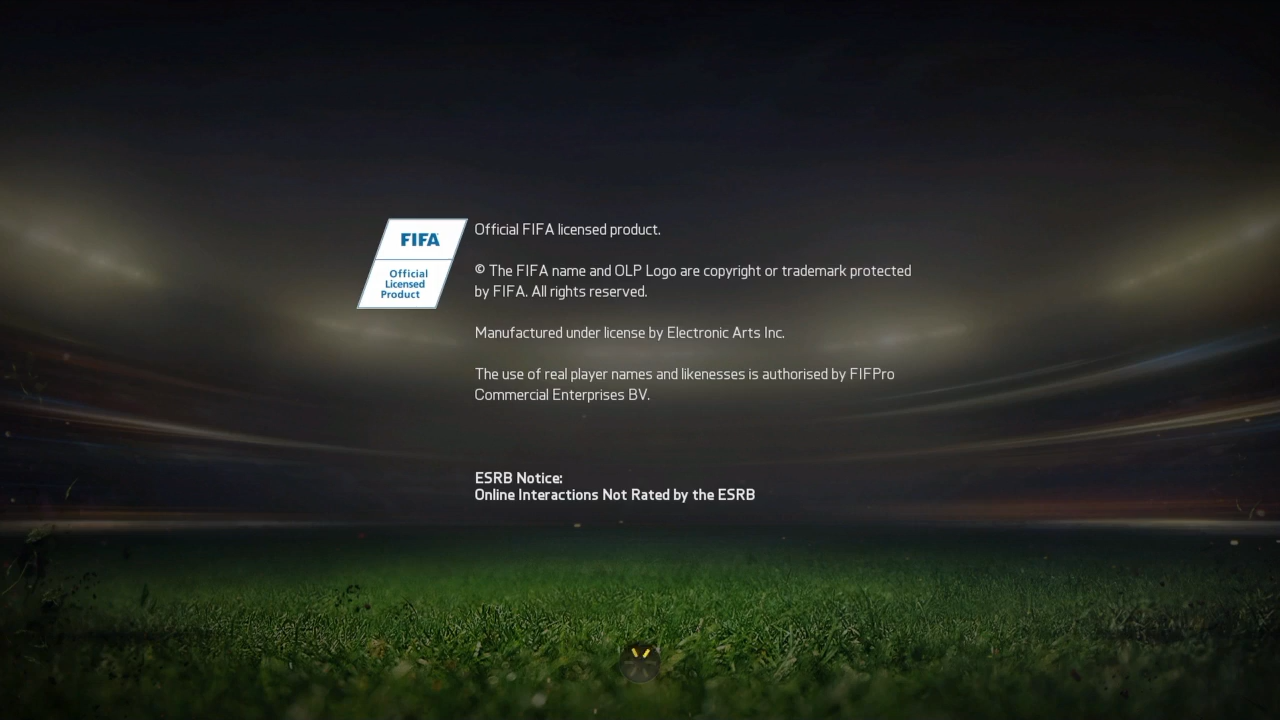 FIFA
Official
Licensed
Product
Official FIFA licensed product.
© The FIFA name and OLP Logo are copyright or trademark protected
by FIFA. All rights reserved.
Manufactured under license by Electronic Arts Inc.
The use of real player names and likenesses is authorised by FIFPro
Commercial Enterprises BV.
ESRB Notice:
Online Interactions Not Rated by the ESRB